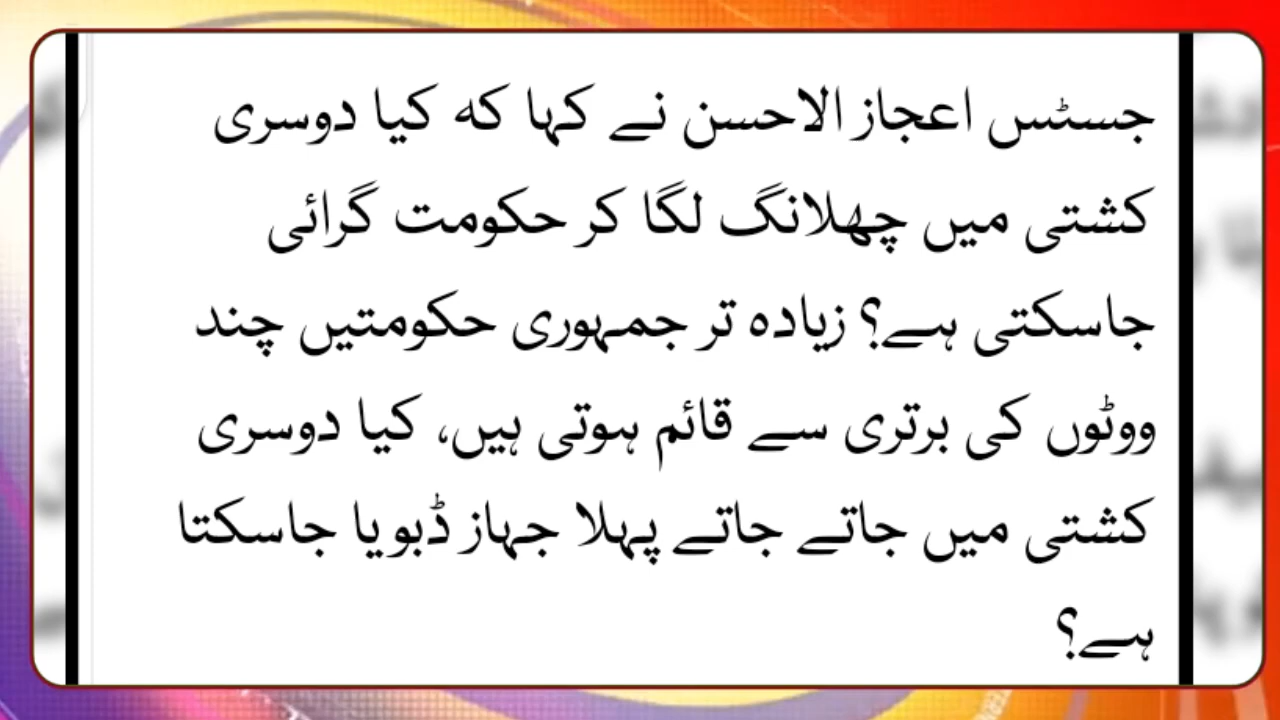 جسٹس اعجاز الاحسن نے کہا کہ کیا دوسری
کشتی میں چھلانگ لگا کر حکومت گرائی
جاسکتی ہے؟ زیادہ تر جمہوری حکومتیں چند
ووٹوں کی برتری سے قائم ہوتی ہیں، کیا دوسری
کشتی میں جاتے جاتے پہلا جہاز ڈبویا جاسکتا
ہے؟